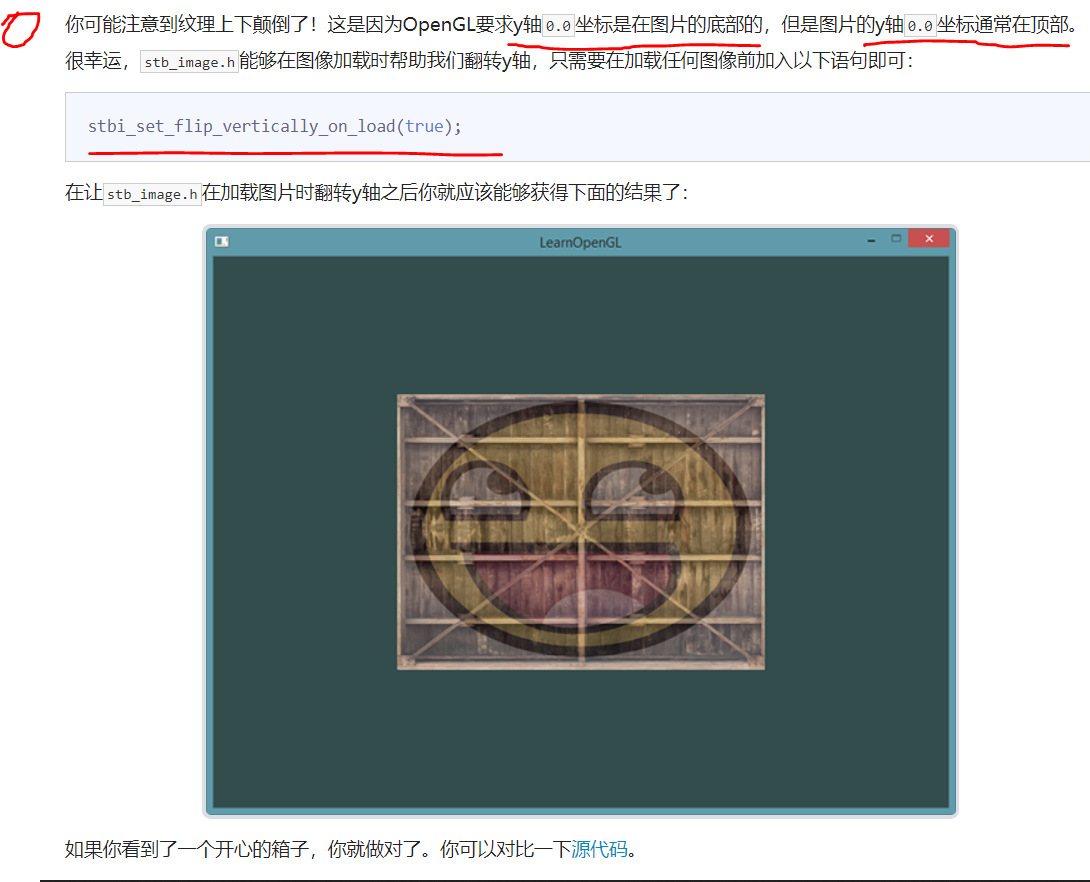 你可能注意到纹理上下颠倒了！这是因为OpenGL要求y轴0.0坐标是在图片的底部的，但是图片的y轴0.0坐标通常在顶部。
很幸运，stb_image.h能够在图像加载时帮助我们翻转y轴，只需要在加载任何图像前加入以下语句即可：
stbi_set_flip_vertically_on_load(true);
在让stb_image.h在加载图片时翻转y轴之后你就应该能够获得下面的结果了：
LearnOpenGL
如果你看到了一个开心的箱子，你就做对了。你可以对比一下源代码。